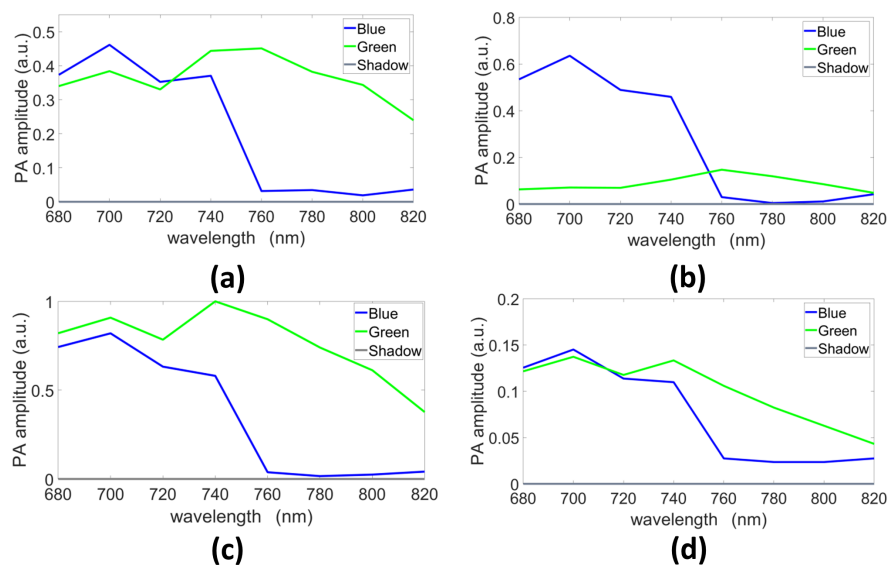 0.5
0.4
0.3
0.2
0.1
0
PA amplitude (a.u.)
680 700 720 740 760 780 800 820
wavelength (nm)
Blue
Green
Shadow
(a)
0.8
0.6
0.4
0.2
0
PA amplitude (a.u.)
680 700 720 740 760 780 800 820
wavelength (nm)
Blue
Green
Shadow
(b)
1
0.5
0
PA amplitude (a.u.)
680 700 720 740 760 780 800 820
wavelength (nm)
Blue
Green
Shadow
(c)
0.2
0.15
0.1
0.05
0
PA amplitude (a.u.)
680 700 720 740 760 780 800 820
wavelength (nm)
Blue
Green
Shadow
(d)